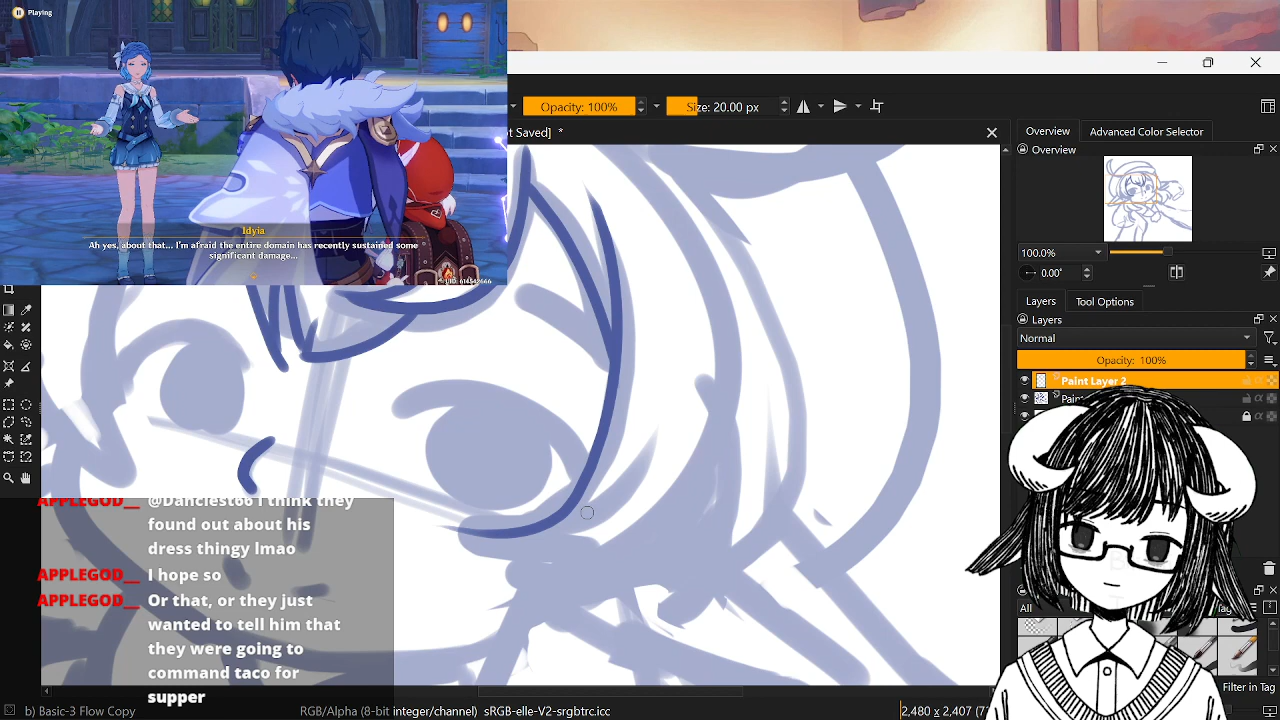 Playing
Idyia
Ah yes, about that... I'm afraid the entire domain has recently sustained some
significant damage...
Opacity: 100%
Size: 20.00 px
ot Saved] *
Overview
Advanced Color Selector
Overview
100.0%
0.00°
Layers
Tool Options
Layers
Normal
Opacity: 100%
Paint Layer 2
Pain
APPLEGOD__ @Danciest66 I think they
found out about his
dress thingy lmao
APPLEGOD__ I hope so
APPLEGOD__ Or that, or they just
wanted to tell him that
they were going to
command taco for
supper
All
Tag
Filter in Tag
b) Basic-3 Flow Copy
RGB/Alpha (8-bit integer/channel) sRGB-elle-V2-srgbtrc.icc
2,480 x 2,407 (7